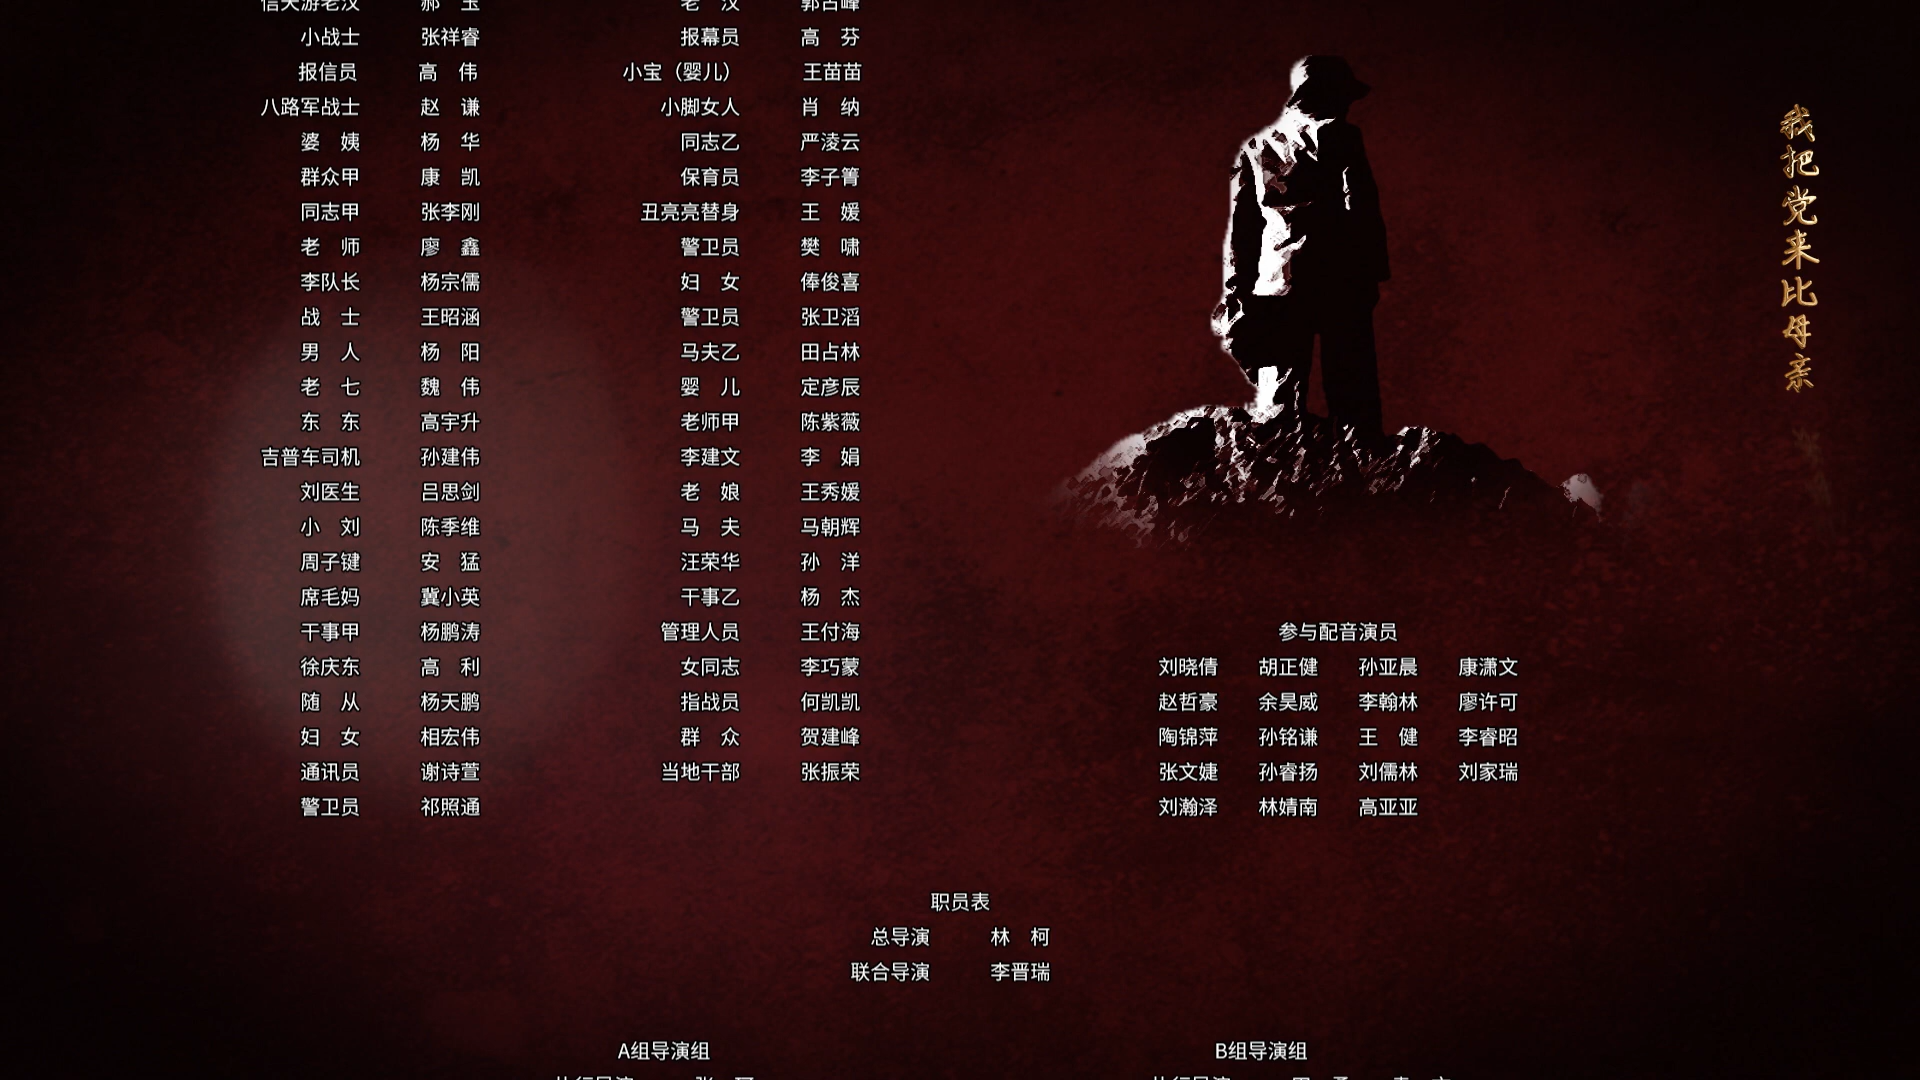 信天游老汉 郝 玉 老 汉 郭占峰
小战士 张祥睿 报幕员 高 芬
报信员 高 伟 小宝（婴儿） 王苗苗
八路军战士 赵 谦 小脚女人 肖 纳
婆 姨 杨 华 同志乙 严淩云
群众甲 康 凯 保育员 李子箐
同志甲 张李刚 丑亮亮替身 王 媛
老 师 廖 鑫 警卫员 樊 啸
李队长 杨宗儒 妇 女 俸俊喜
战 士 王昭涵 警卫员 张卫滔
男 人 杨 阳 马夫乙 田占林
老 七 魏 伟 婴 儿 定彦辰
东 东 高宇升 老师甲 陈紫薇
吉普车司机 孙建伟 李建文 李 娟
刘医生 吕思剑 老 娘 王秀媛
小 刘 陈季维 马 夫 马朝辉
周子键 安 猛 汪荣华 孙 洋
席毛妈 冀小英 干事乙 杨 杰
干事甲 杨鹏涛 管理人员 王付海
徐庆东 高 利 女同志 李巧蒙
随 从 杨天鹏 指战员 何凯凯
妇 女 相宏伟 群 众 贺建峰
通讯员 谢诗萱 当地干部 张振荣
警卫员 祁照通
我把党来比母亲
参与配音演员
刘晓倩 胡正健 孙亚晨 康潇文
赵哲豪 余昊威 李翰林 廖许可
陶锦萍 孙铭谦 王 健 李睿昭
张文婕 孙睿扬 刘儒林 刘家瑞
刘瀚泽 林婧南 高亚亚
职员表
总导演 林 柯
联合导演 李晋瑞
A组导演组 B组导演组